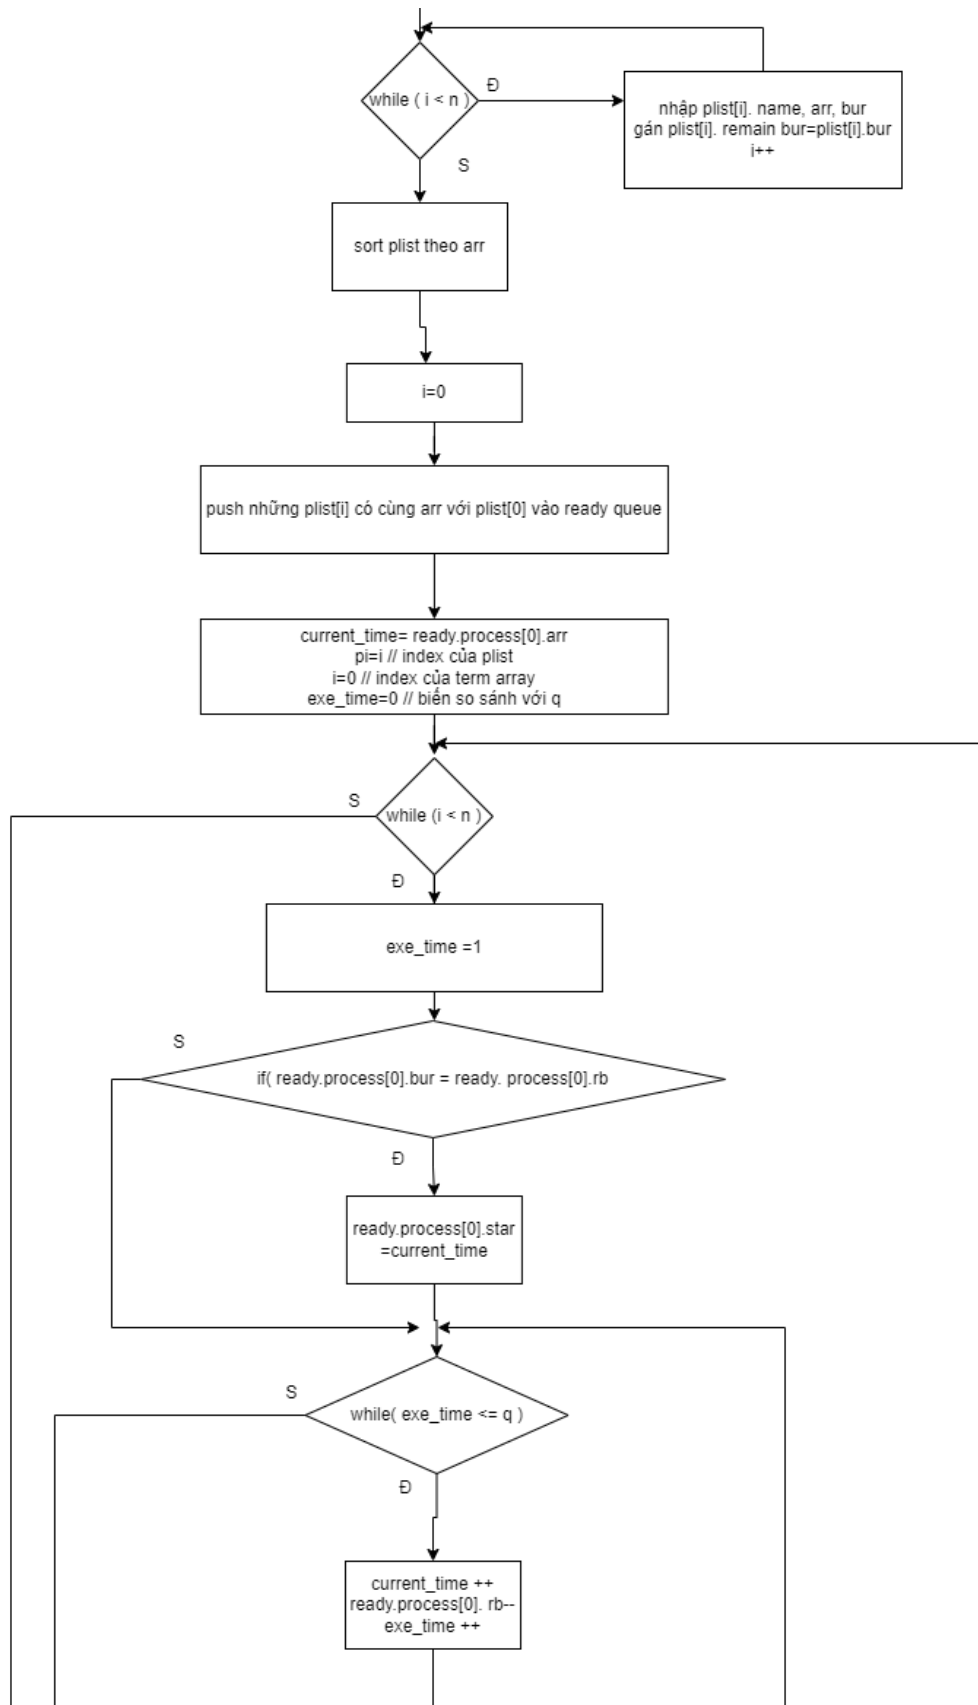 while ( i < n )
Đ
nhập plist[i]. name, arr, bur
gán plist[i]. remain bur=plist[i].bur
i++
S
sort plist theo arr
i=0
push những plist[i] có cùng arr với plist[0] vào ready queue
current_time= ready.process[0].arr
pi=i // index của plist
i=0 // index của term array
exe_time=0 // biến so sánh với q
S
while (i < n )
Đ
exe_time =1
S
if( ready.process[0].bur = ready. process[0].rb
Đ
ready.process[0].star
=current_time
S
while( exe_time <= q )
Đ
current_time ++
ready.process[0]. rb--
exe_time ++